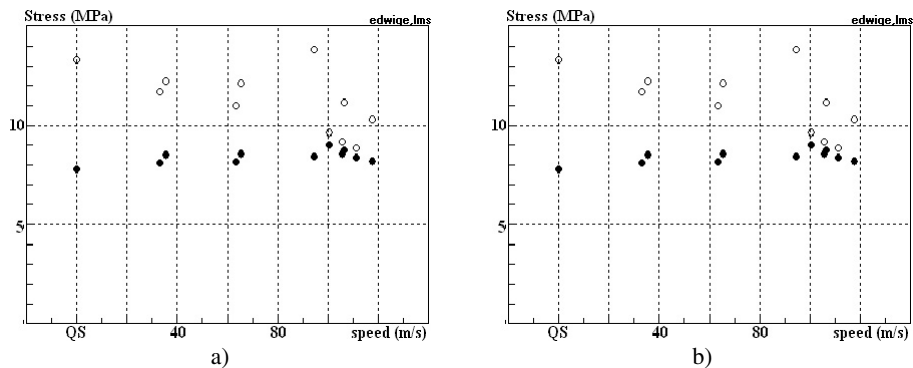 Stress (MPa) edwige,lms
10
5
QS 40 80 speed (m/s)
a)
Stress (MPa) edwige,lms
10
5
QS 40 80 speed (m/s)
b)